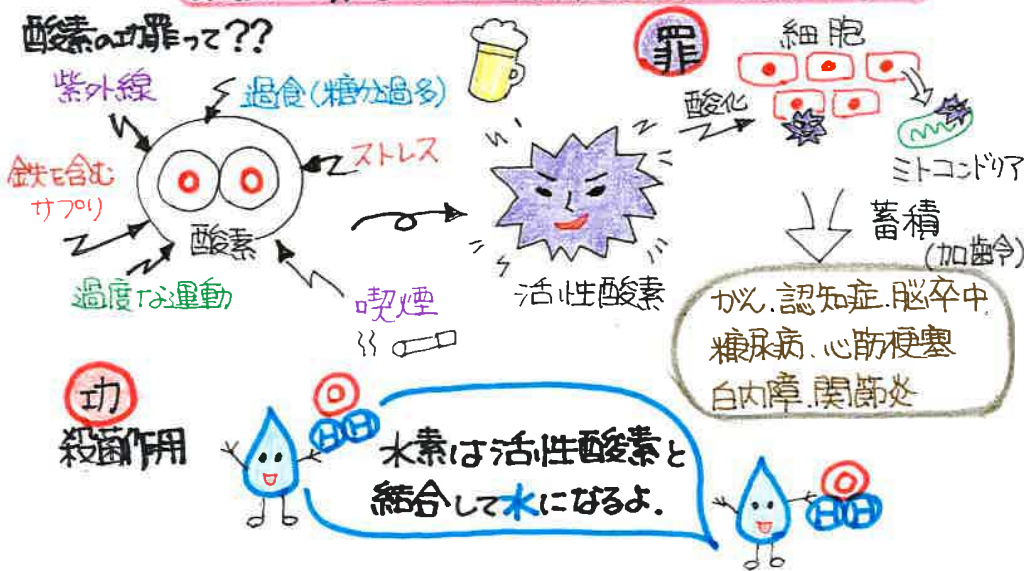 酸素の功罪って??
紫外線
過食(糖分過多)
鉄を含む
サプリ
ストレス
酸素
過度な運動
喫煙
活性酸素
罪
細胞
酸化
ミトコンドリア
蓄積
(加齢令)
がん、認知症、脳卒中
糖尿病、心筋梗塞
白内障、関節炎
功
殺菌作用
O
H H
水素は活性酸素と
結合して水になるよ.
O
H H